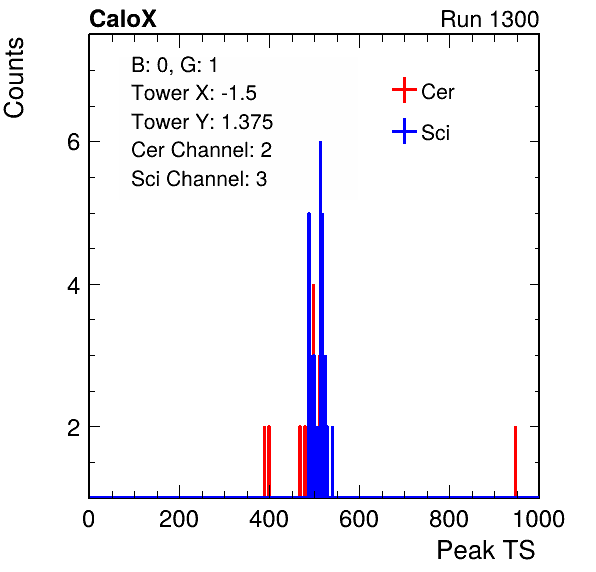 CaloX Run 1300
Counts
B: 0, G: 1
Tower X: -1.5
Tower Y: 1.375
Cer Channel: 2
Sci Channel: 3
Cer
Sci
6
4
2
0 200 400 600 800 1000
Peak TS